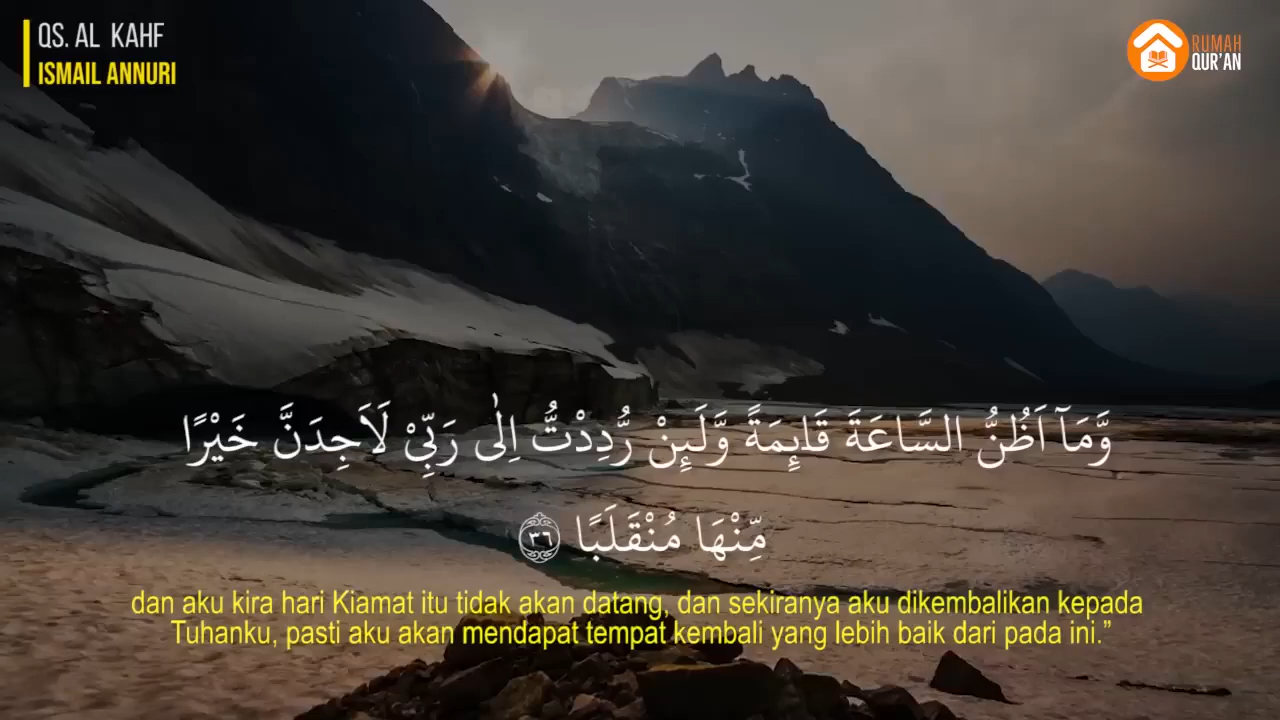 QS. AL KAHF
ISMAIL ANNURI
RUMAH
QUR'AN
وَّمَآ اَظُنُّ السَّاعَةَ قَاۤىِٕمَةً وَّلَىِٕنْ رُّدِدْتُّ اِلٰى رَبِّيْ لَاَجِدَنَّ خَيْرًا
مِّنْهَا مُنْقَلَبًا ٣٦
dan aku kira hari Kiamat itu tidak akan datang, dan sekiranya aku dikembalikan kepada
Tuhanku, pasti aku akan mendapat tempat kembali yang lebih baik dari pada ini.”